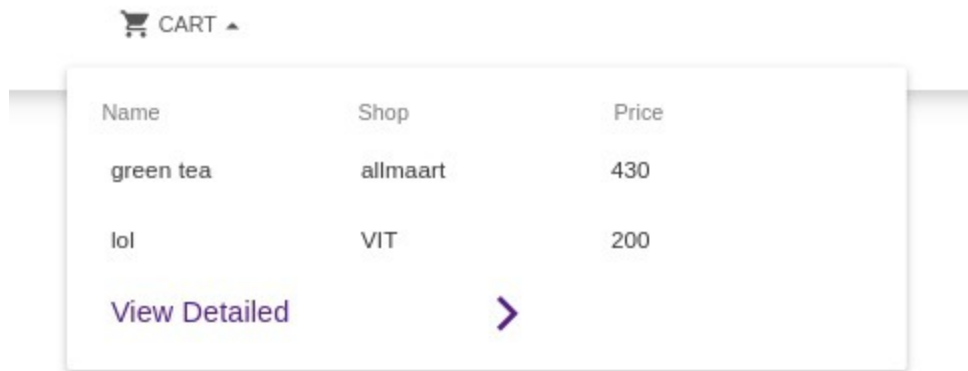 CART
Name Shop Price
green tea allmaart 430
lol VIT 200
View Detailed